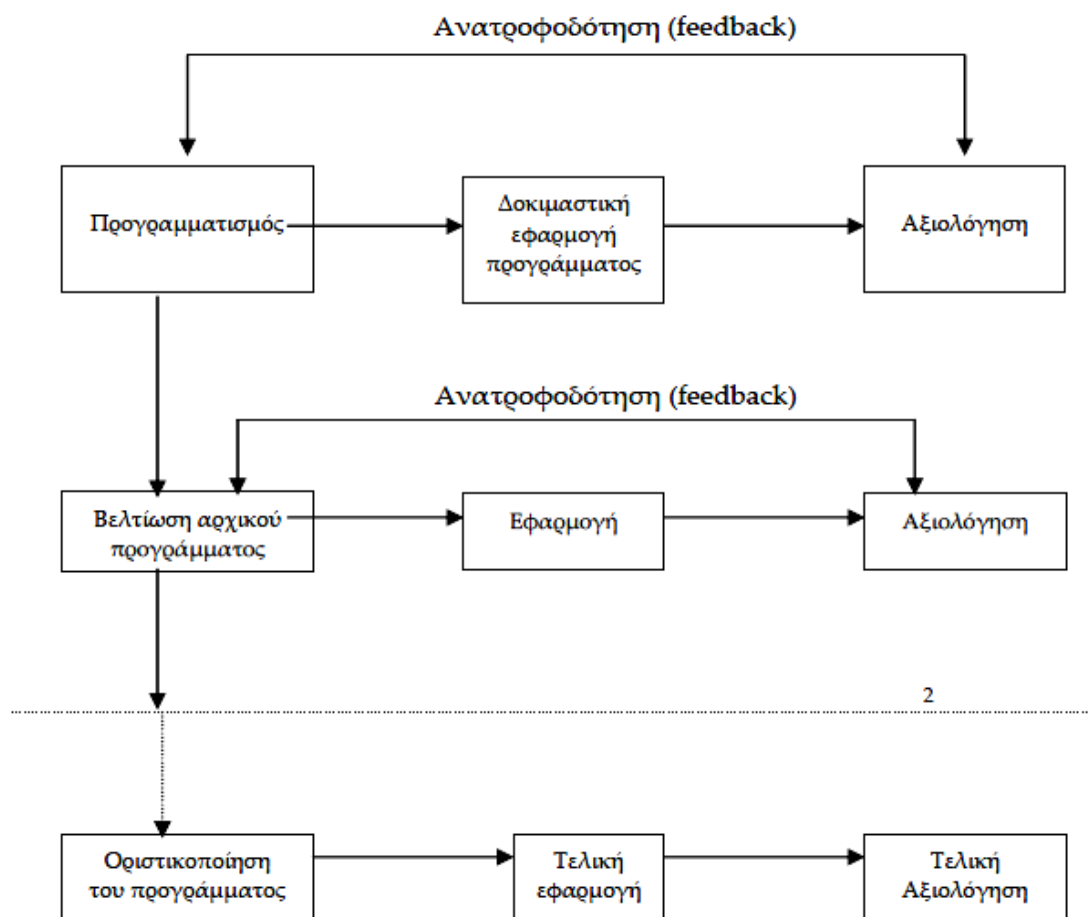 Ανατροφοδότηση (feedback)
Προγραμματισμός
Δοκιμαστική
εφαρμογή
προγράμματος
Αξιολόγηση
Ανατροφοδότηση (feedback)
Βελτίωση αρχικού
προγράμματος
Εφαρμογή
Αξιολόγηση
2
Οριστικοποίηση
του προγράμματος
Τελική
εφαρμογή
Τελική
Αξιολόγηση